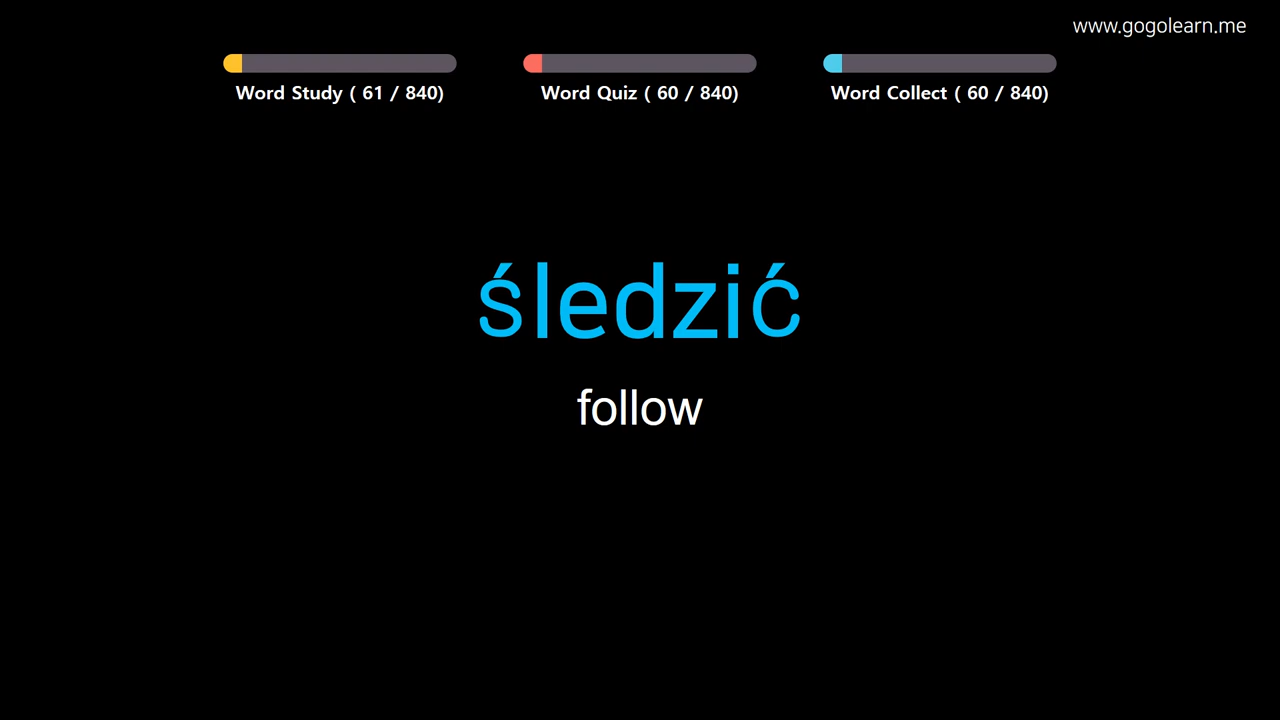 www.gogolearn.me
Word Study ( 61 / 840)
Word Quiz ( 60 / 840)
Word Collect ( 60 / 840)
śledzić
follow